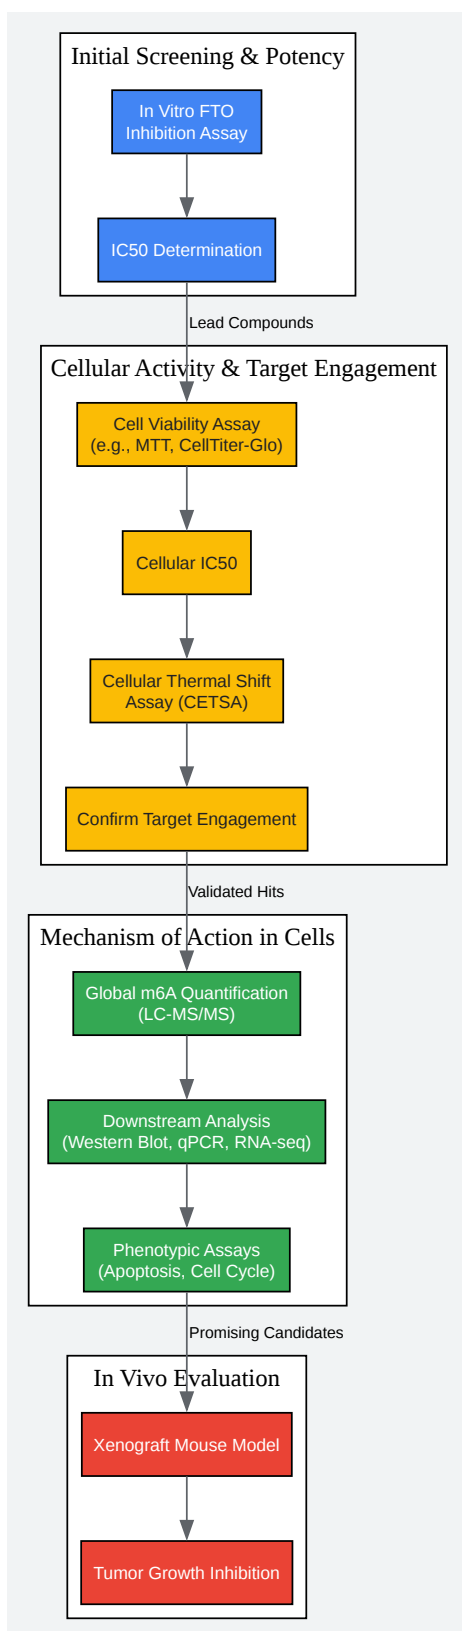 Initial Screening & Potency
In Vitro FTO
Inhibition Assay
IC50 Determination
Lead Compounds
Cellular Activity & Target Engagement
Cell Viability Assay
(e.g., MTT, CellTiter-Glo)
Cellular IC50
Cellular Thermal Shift
Assay (CETSA)
Confirm Target Engagement
Validated Hits
Mechanism of Action in Cells
Global m6A Quantification
(LC-MS/MS)
Downstream Analysis
(Western Blot, qPCR, RNA-seq)
Phenotypic Assays
(Apoptosis, Cell Cycle)
Promising Candidates
In Vivo Evaluation
Xenograft Mouse Model
Tumor Growth Inhibition